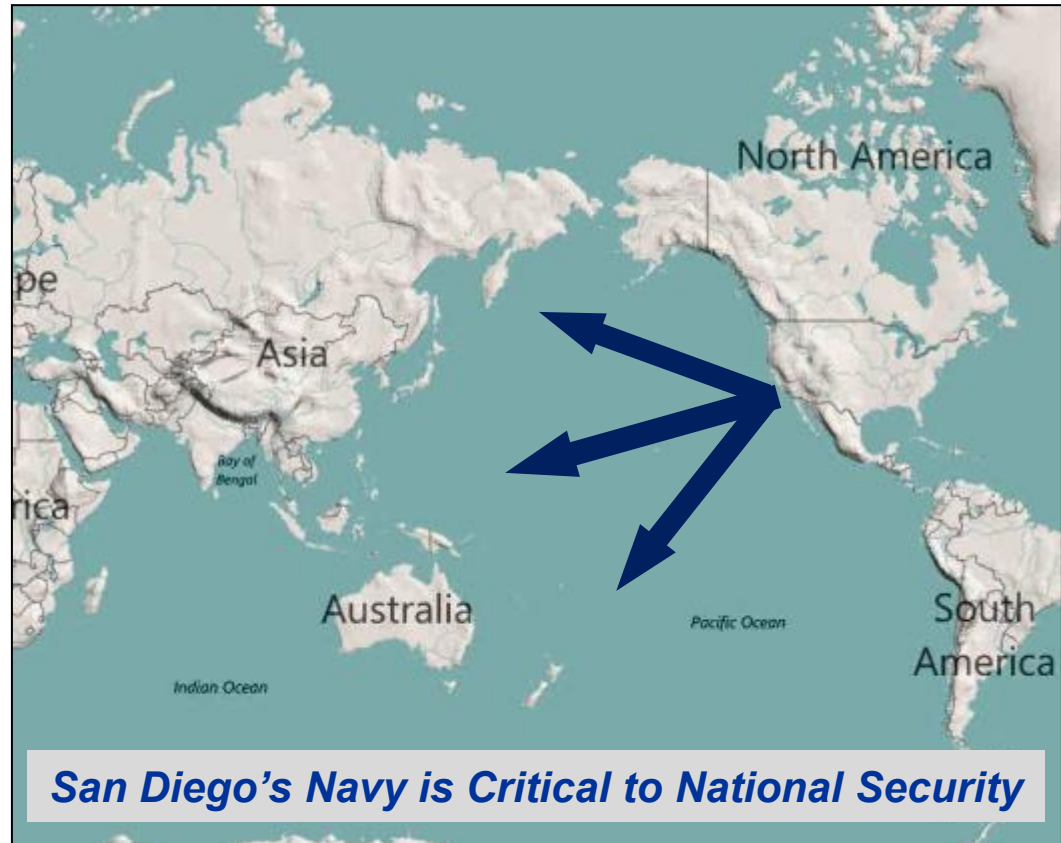 North America
pe
Asia
Bay of
Bengal
rica
Australia
Pacific Ocean
South
America
Indian Ocean
San Diego’s Navy is Critical to National Security